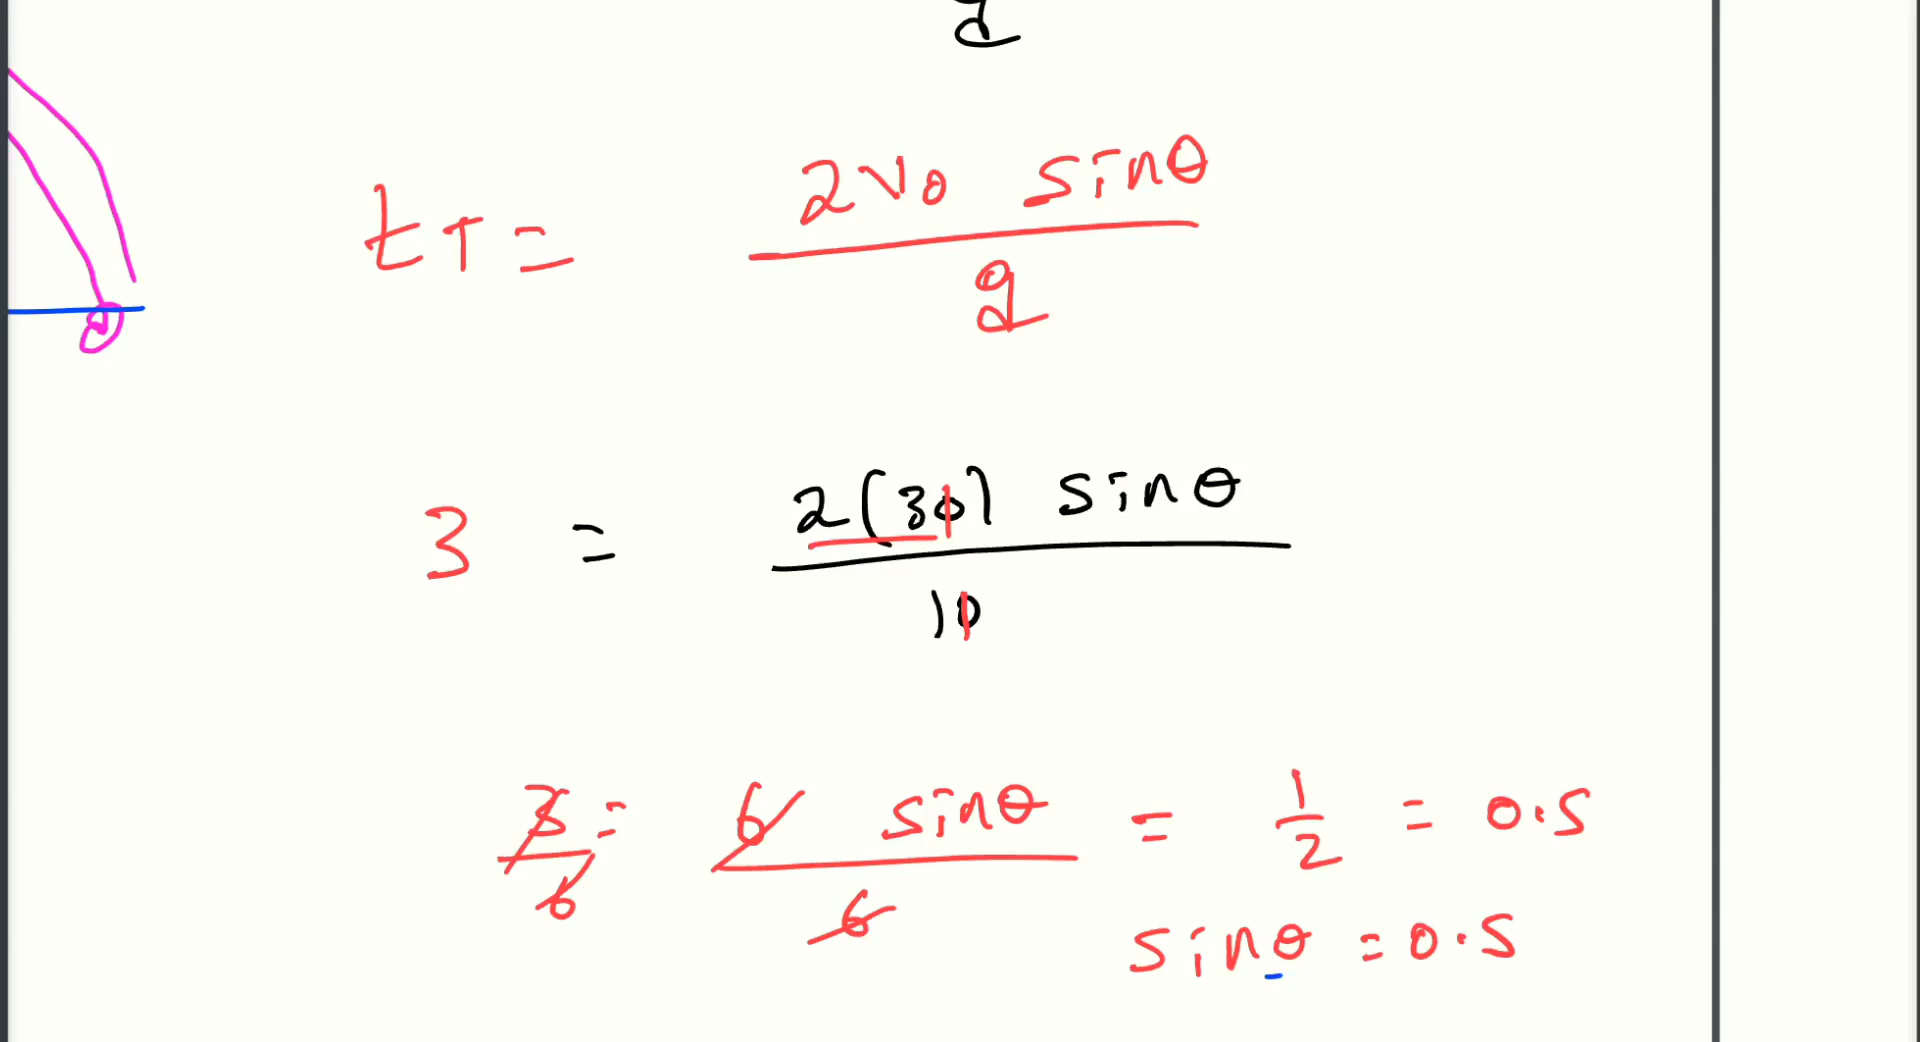 g
tT = 2v0 sinθ / g
3 = 2(30) sinθ / 10
3/6 = 6 sinθ / 6 = 1/2 = 0.5
sinθ = 0.5